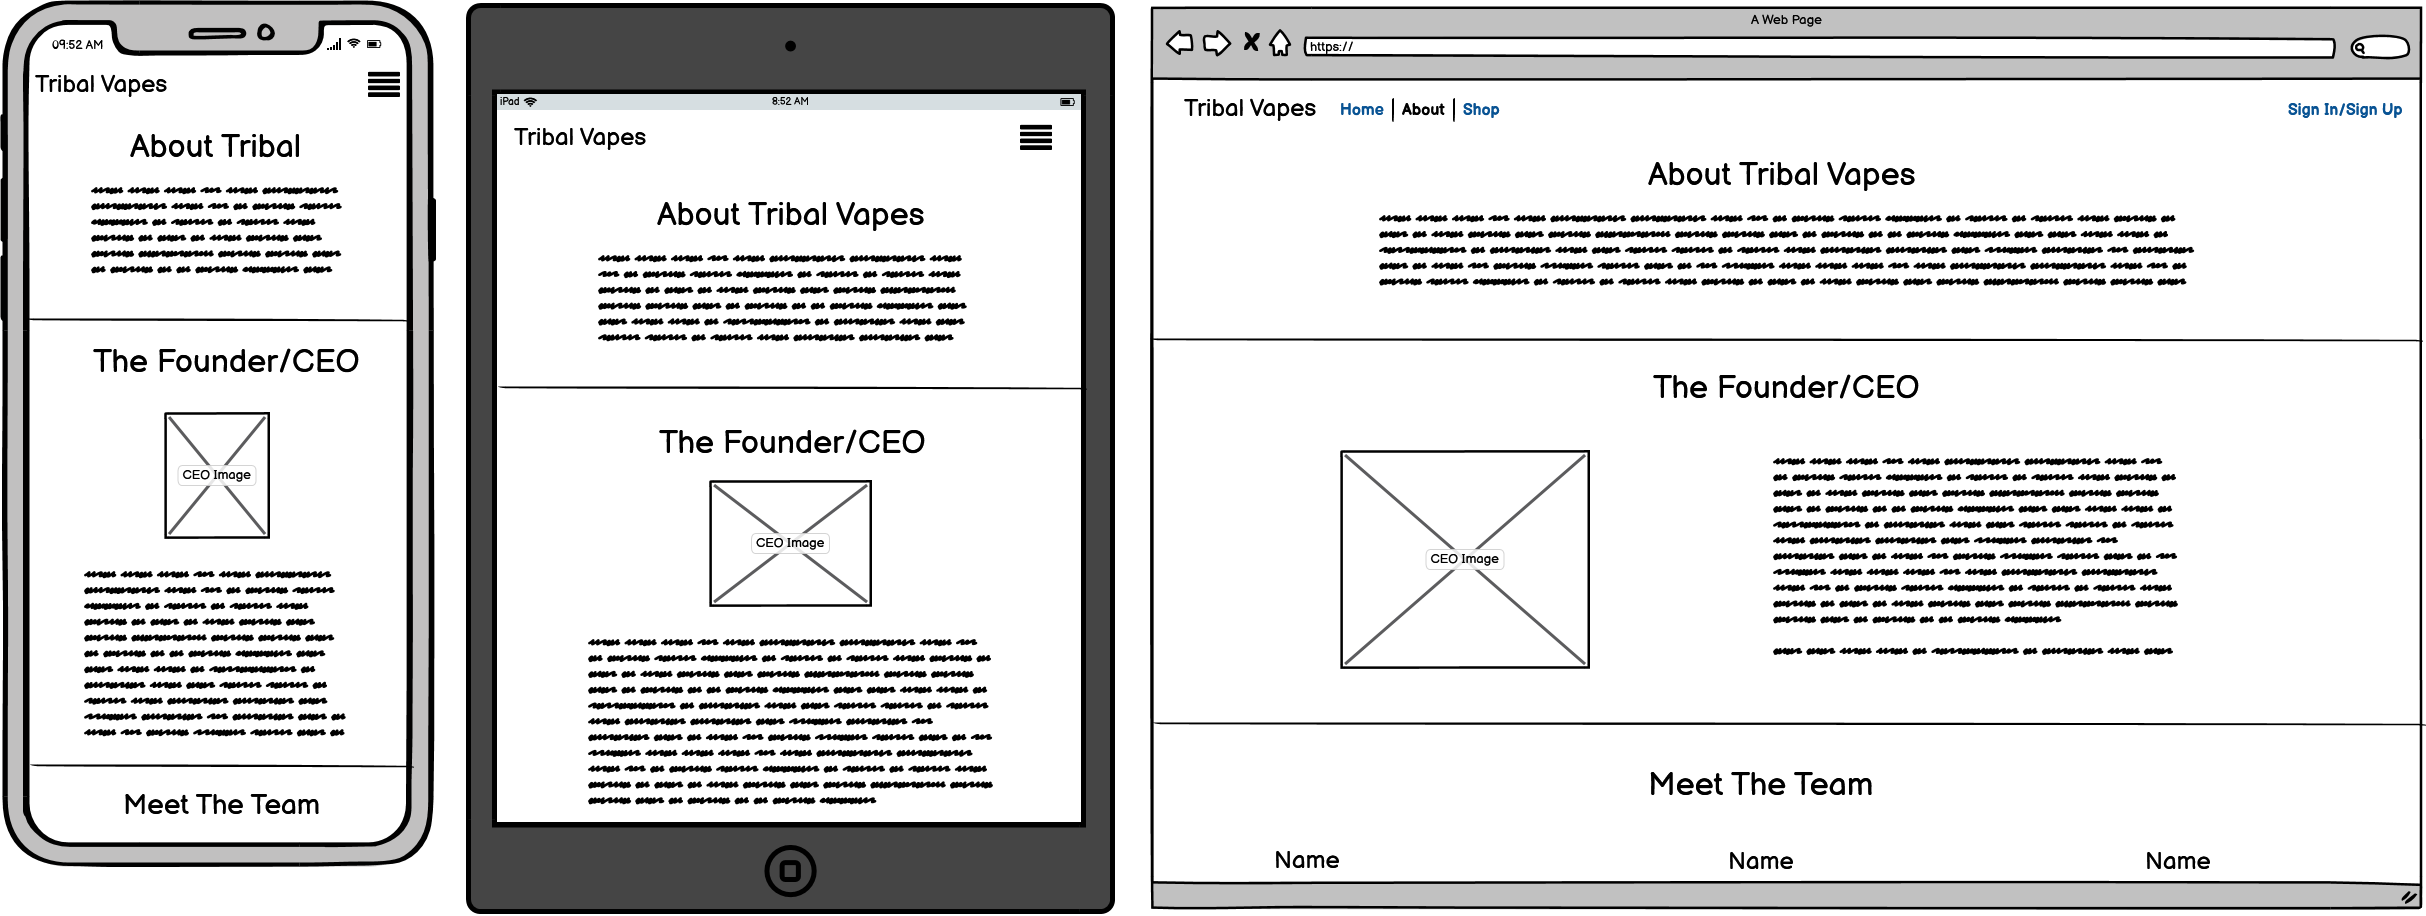 09:52 AM
Tribal Vapes
About Tribal
The Founder/CEO
CEO Image
Meet The Team
iPad
8:52 AM
Tribal Vapes
About Tribal Vapes
The Founder/CEO
CEO Image
A Web Page
https://
Tribal Vapes Home About Shop Sign In/Sign Up
About Tribal Vapes
The Founder/CEO
CEO Image
Meet The Team
Name Name Name